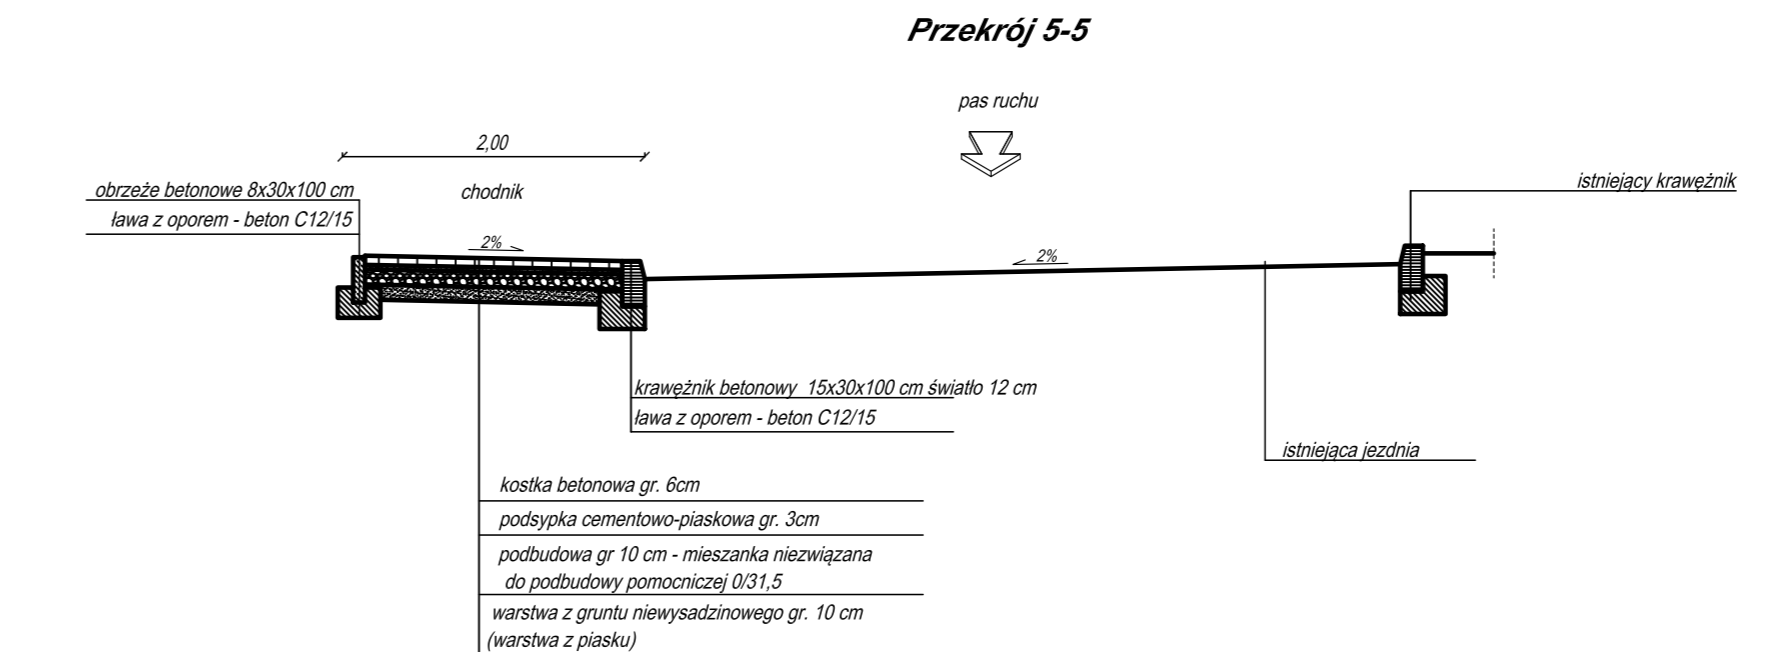 Przekrój 5-5
pas ruchu
2,00
obrzeże betonowe 8x30x100 cm
ława z oporem - beton C12/15
chodnik
istniejący krawężnik
2%
2%
krawężnik betonowy 15x30x100 cm światło 12 cm
ława z oporem - beton C12/15
istniejąca jezdnia
kostka betonowa gr. 6cm
podsypka cementowo-piaskowa gr. 3cm
podbudowa gr 10 cm - mieszanka niezwiązana
do podbudowy pomocniczej 0/31,5
warstwa z gruntu niewysadzinowego gr. 10 cm
(warstwa z piasku)